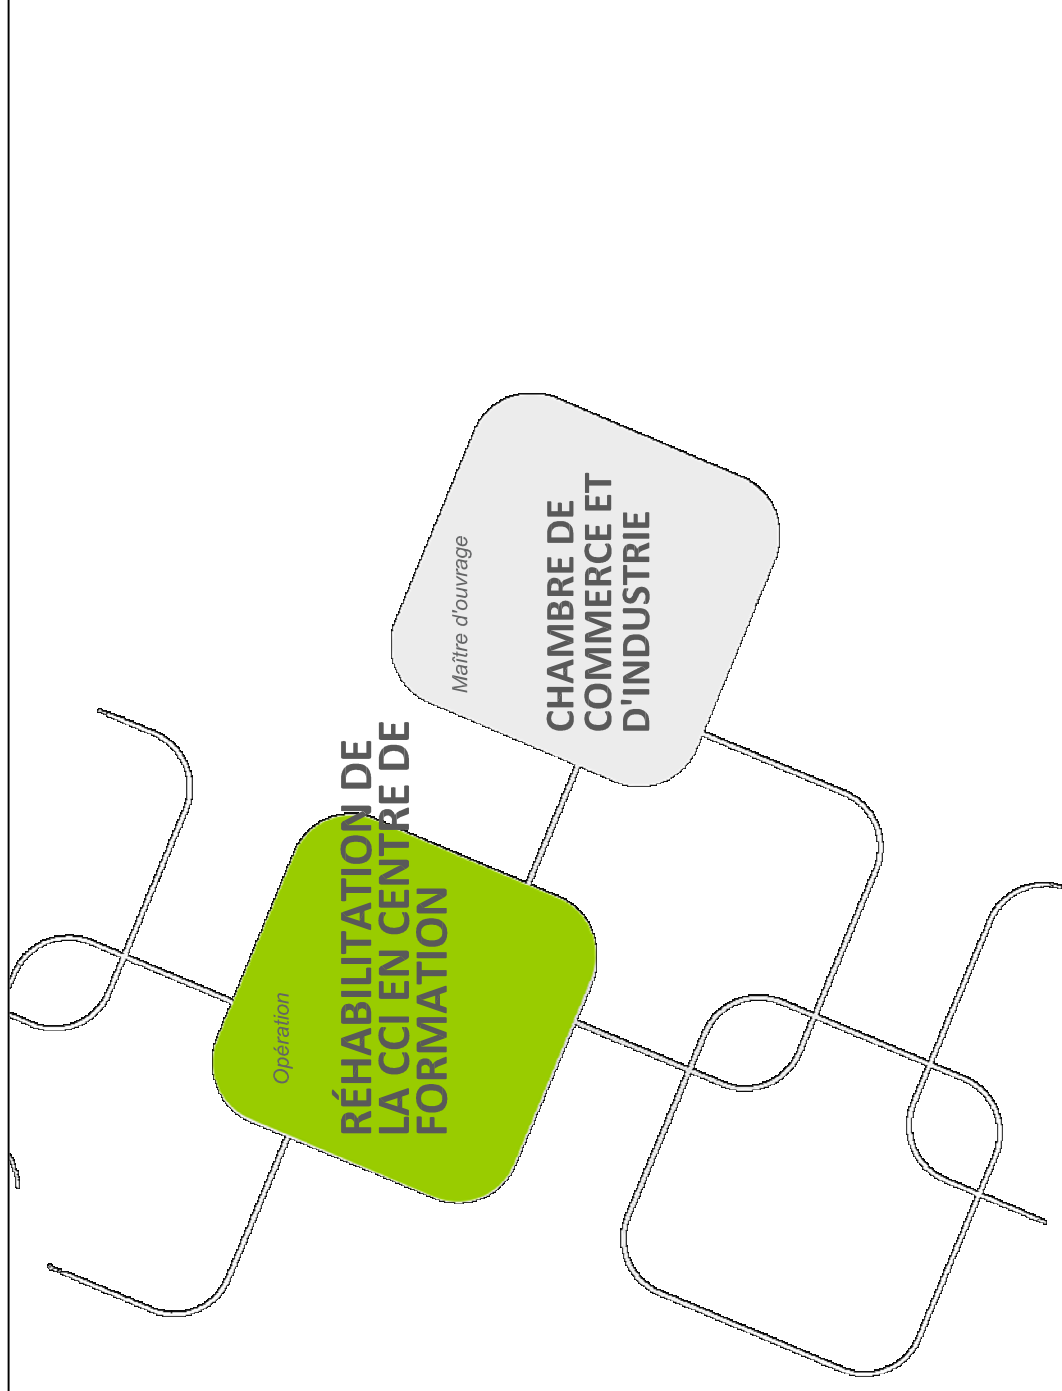 Opération
RÉHABILITATION DE
LA CCI EN CENTRE DE
FORMATION
Maître d'ouvrage
CHAMBRE DE
COMMERCE ET
D'INDUSTRIE